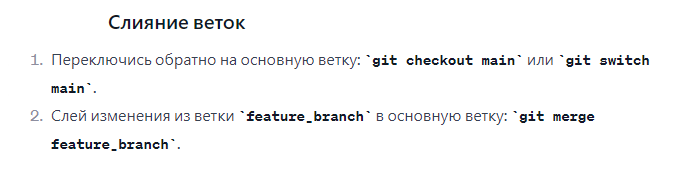 Слияние веток
1. Переключись обратно на основную ветку: `git checkout main` или `git switch
main`.
2. Слей изменения из ветки `feature_branch` в основную ветку: `git merge
feature_branch`.